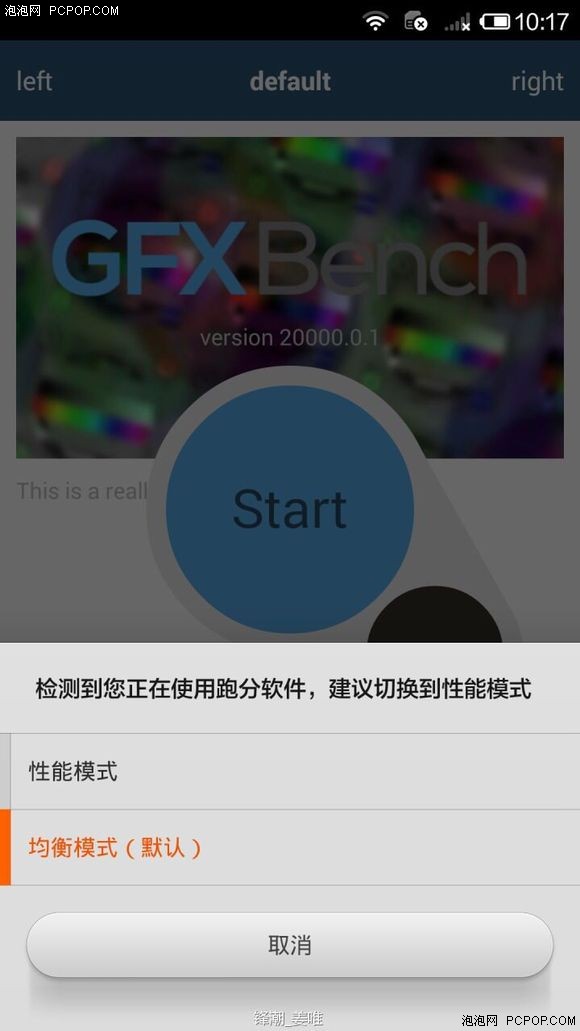 泡泡网 PCPOP.COM
10:17
left
default
right
GFXBench
version 20000.0.1
This is a reall
Start
检测到您正在使用跑分软件，建议切换到性能模式
性能模式
均衡模式（默认）
取消
锋潮_姜唯
泡泡网 PCPOP.COM